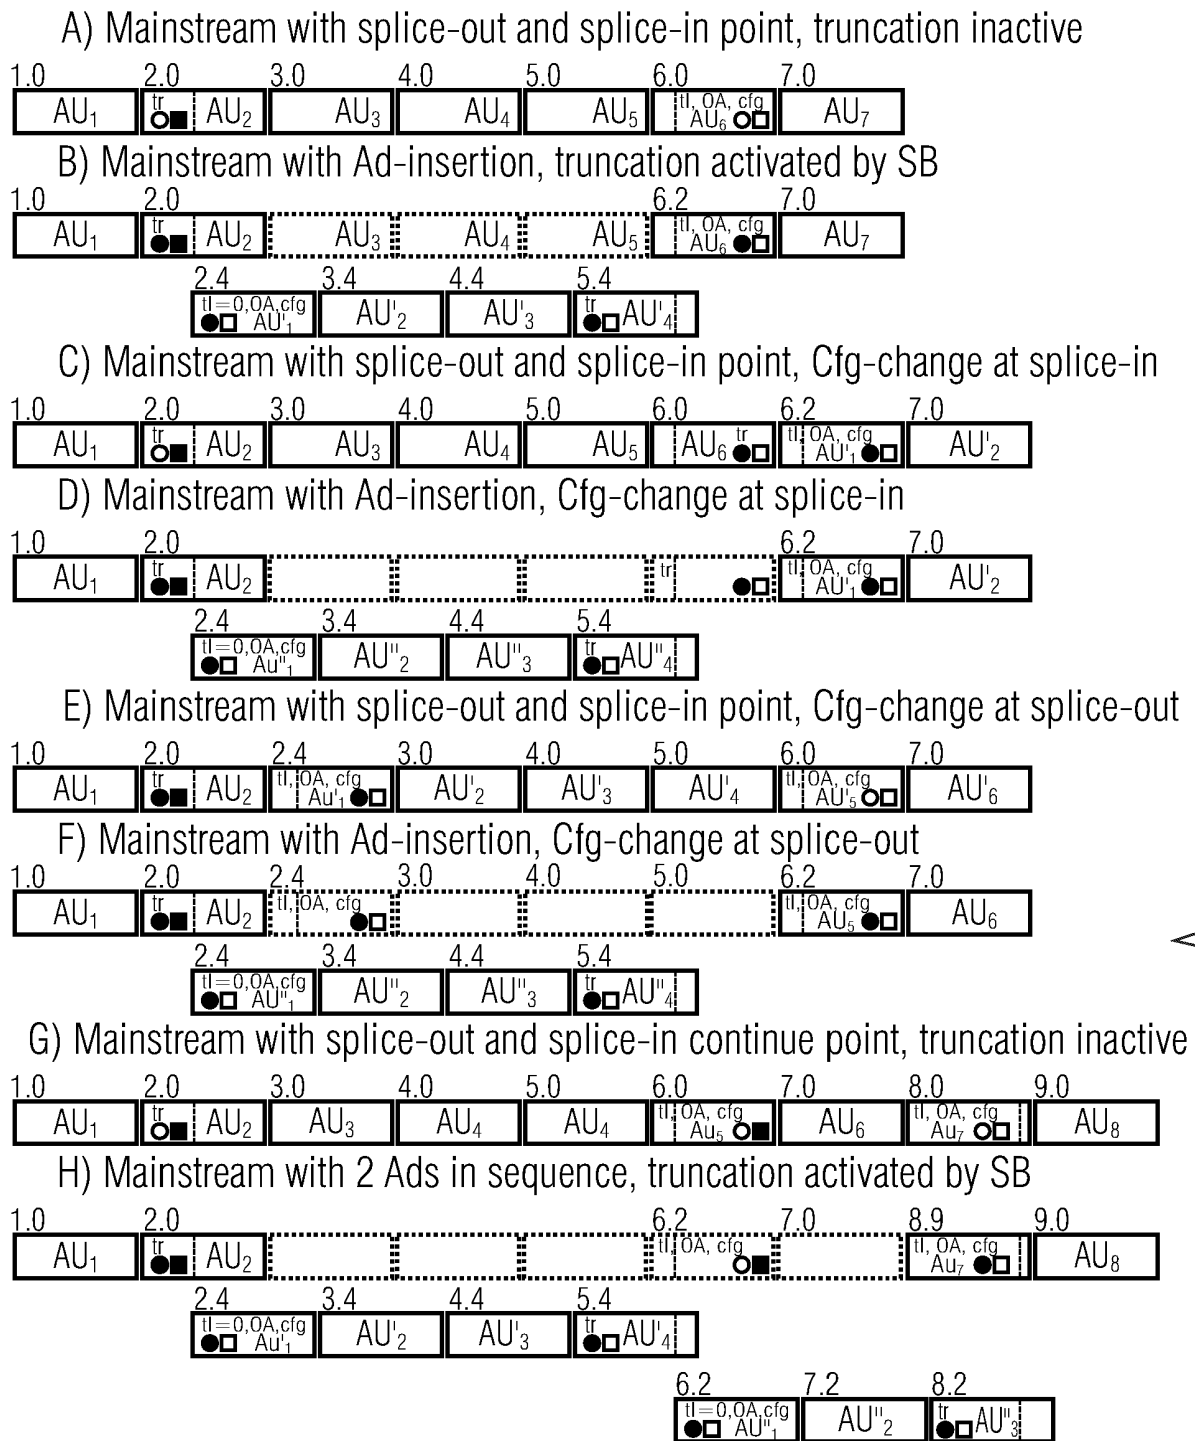 A) Mainstream with splice-out and splice-in point, truncation inactive
1.0 2.0 3.0 4.0 5.0 6.0 7.0
tr tl, OA, cfg
AU1 AU2 AU3 AU4 AU5 AU6 AU7
B) Mainstream with Ad-insertion, truncation activated by SB
1.0 2.0 6.2 7.0
tr tl, OA, cfg
AU1 AU2 AU3 AU4 AU5 AU6 AU7
2.4 3.4 4.4 5.4
tl=0,OA,cfg tr
AU'1 AU'2 AU'3 AU'4
C) Mainstream with splice-out and splice-in point, Cfg-change at splice-in
1.0 2.0 3.0 4.0 5.0 6.0 6.2 7.0
tr tr tl, OA, cfg
AU1 AU2 AU3 AU4 AU5 AU6 AU'1 AU'2
D) Mainstream with Ad-insertion, Cfg-change at splice-in
1.0 2.0 6.2 7.0
tr tr tl, OA, cfg
AU1 AU2 AU'1 AU'2
2.4 3.4 4.4 5.4
tl=0,OA,cfg tr
Au"1 AU"2 AU"3 AU"4
E) Mainstream with splice-out and splice-in point, Cfg-change at splice-out
1.0 2.0 2.4 3.0 4.0 5.0 6.0 7.0
tr tl, OA, cfg tl, OA, cfg
AU1 AU2 Au'1 AU'2 AU'3 AU'4 AU'5 AU'6
F) Mainstream with Ad-insertion, Cfg-change at splice-out
1.0 2.0 2.4 3.0 4.0 5.0 6.2 7.0
tr tl, OA, cfg tl, OA, cfg
AU1 AU2 AU5 AU6
2.4 3.4 4.4 5.4
tl=0,OA,cfg tr
AU"1 AU"2 AU"3 AU"4
G) Mainstream with splice-out and splice-in continue point, truncation inactive
1.0 2.0 3.0 4.0 5.0 6.0 7.0 8.0 9.0
tr tl, OA, cfg tl, OA, cfg
AU1 AU2 AU3 AU4 AU4 Au5 AU6 Au7 AU8
H) Mainstream with 2 Ads in sequence, truncation activated by SB
1.0 2.0 6.2 7.0 8.9 9.0
tr tl, OA, cfg tl, OA, cfg
AU1 AU2 Au7 AU8
2.4 3.4 4.4 5.4
tl=0,OA,cfg tr
Au'1 AU'2 AU'3 AU'4
6.2 7.2 8.2
tl=0,OA,cfg tr
AU"1 AU"2 AU"3